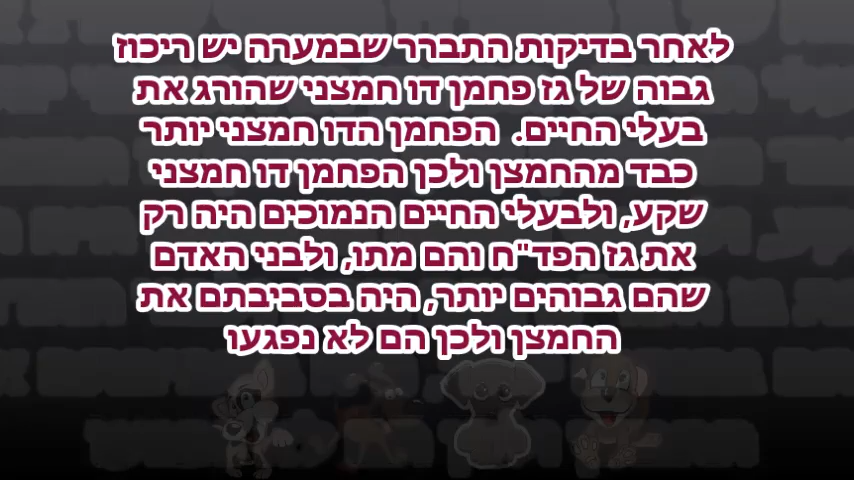 לאחר בדיקות התברר שבמערה יש ריכוז
גבוה של גז פחמן דו חמצני שהורג את
בעלי החיים. הפחמן הדו חמצני יותר
כבד מהחמצן ולכן הפחמן דו חמצני
שקע, ולבעלי החיים הנמוכים היה רק
את גז הפד"ח והם מתו, ולבני האדם
שהם גבוהים יותר, היה בסביבתם את
החמצן ולכן הם לא נפגעו